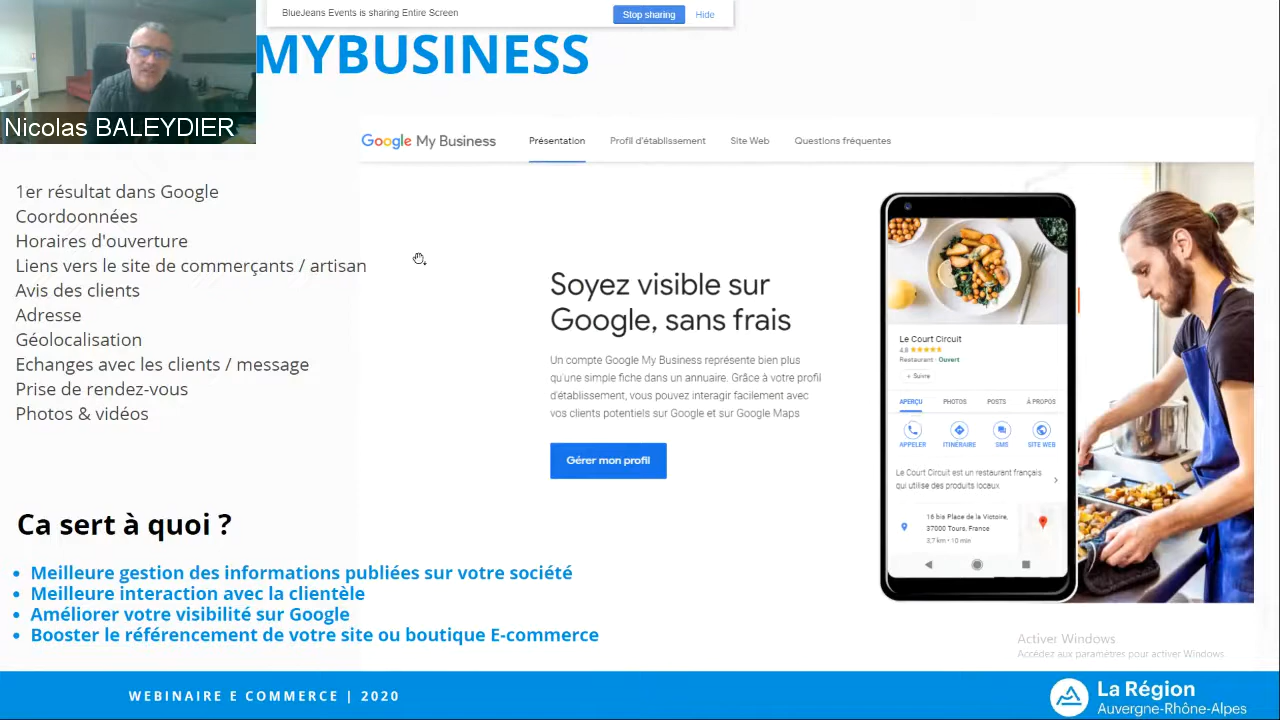 BlueJeans Events is sharing Entire Screen
Stop sharing
Hide
MYBUSINESS
Nicolas BALEYDIER
Google My Business
Présentation
Profil d'établissement
Site Web
Questions fréquentes
1er résultat dans Google
Coordoonnées
Horaires d'ouverture
Liens vers le site de commerçants / artisan
Avis des clients
Adresse
Géolocalisation
Echanges avec les clients / message
Prise de rendez-vous
Photos & vidéos
Soyez visible sur
Google, sans frais
Un compte Google My Business représente bien plus
qu'une simple fiche dans un annuaire. Grâce à votre profil
d'établissement, vous pouvez interagir facilement avec
vos clients potentiels sur Google et sur Google Maps
Gérer mon profil
Le Court Circuit
4,8
Restaurant · Ouvert
+ Suivre
APERÇU
PHOTOS
POSTS
À PROPOS
APPELER
ITINÉRAIRE
SMS
SITE WEB
Le Court Circuit est un restaurant français
qui utilise des produits locaux
16 bis Place de la Victoire,
37000 Tours, France
3,7 km • 10 min
Ca sert à quoi ?
• Meilleure gestion des informations publiées sur votre société
• Meilleure interaction avec la clientèle
• Améliorer votre visibilité sur Google
• Booster le référencement de votre site ou boutique E-commerce
Activer Windows
Accédez aux paramètres pour activer Windows.
WEBINAIRE E COMMERCE | 2020
La Région
Auvergne-Rhône-Alpes